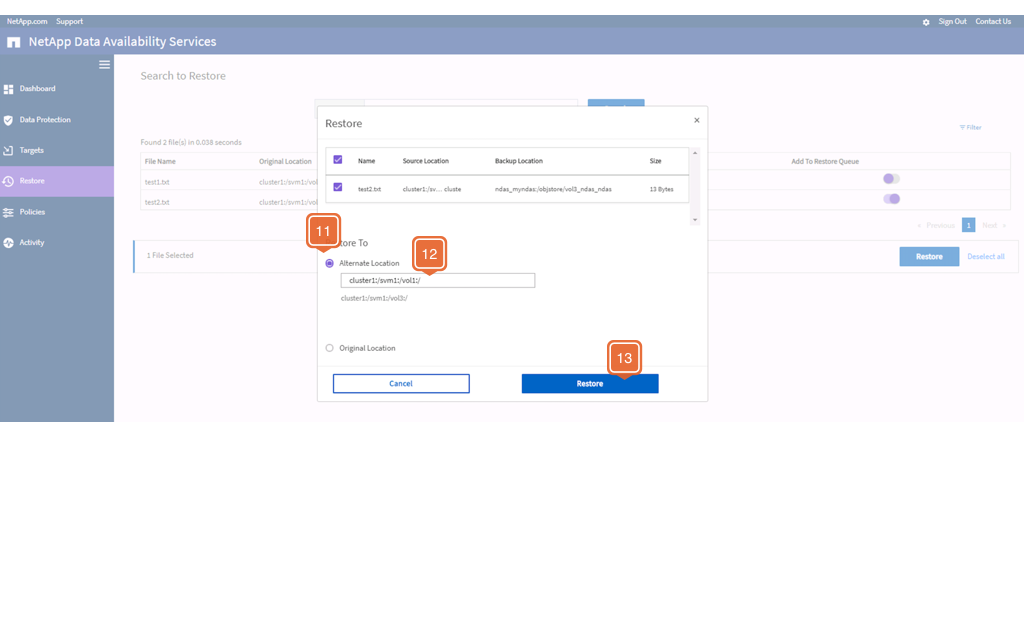 NetApp.com Support Sign Out Contact Us
NetApp Data Availability Services
Dashboard
Data Protection
Targets
Restore
Policies
Activity
Search to Restore
Found 2 file(s) in 0.038 seconds
Filter
File Name Original Location Add To Restore Queue
test1.txt cluster1:/svm1:/vol
test2.txt cluster1:/svm1:/vol
« Previous 1 Next ›
1 File Selected Restore Deselect all
Restore ×
Name Source Location Backup Location Size
test2.txt cluster1:/sv... cluste ndas_myndas:/objstore/vol3_ndas_ndas 13 Bytes
11
tore To
12
Alternate Location
cluster1:/svm1:/vol1:/
cluster1:/svm1:/vol3:/
Original Location
13
Cancel Restore